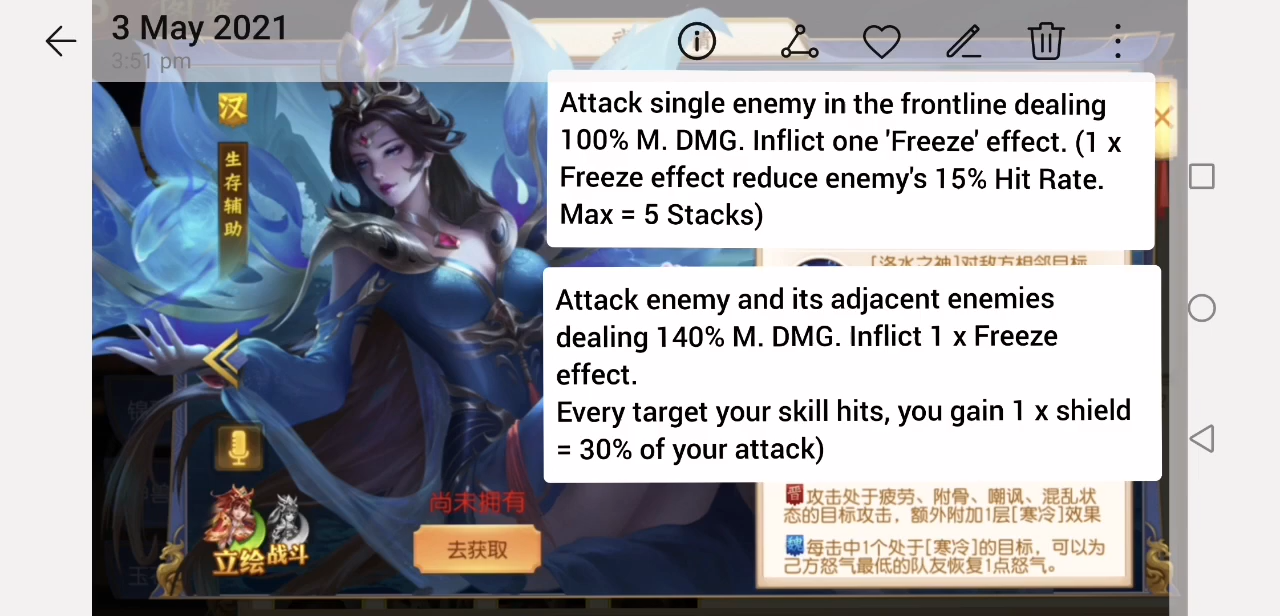 3 May 2021
3:51 pm
汉
生存辅助
Attack single enemy in the frontline dealing
100% M. DMG. Inflict one 'Freeze' effect. (1 x
Freeze effect reduce enemy's 15% Hit Rate.
Max = 5 Stacks)
[洛水之神]对敌方相邻目标
Attack enemy and its adjacent enemies
dealing 140% M. DMG. Inflict 1 x Freeze
effect.
Every target your skill hits, you gain 1 x shield
= 30% of your attack)
晋 攻击处于疲劳、附骨、嘲讽、混乱状
态的目标攻击，额外附加1层[寒冷]效果
魏 每击中1个处于[寒冷]的目标，可以为
己方怒气最低的队友恢复1点怒气。
尚未拥有
去获取
立绘 战斗